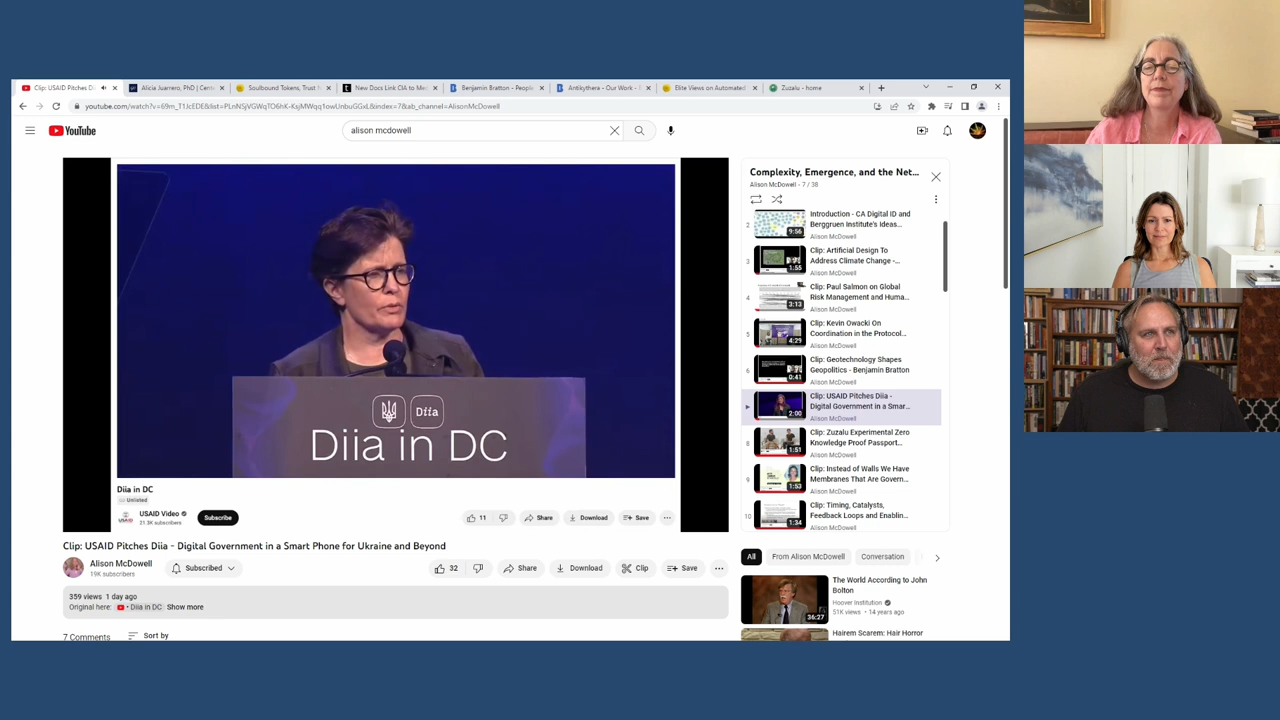 Clip: USAID Pitches Di
Alicia Juarrero, PhD | Cent
Soulbound Tokens, Trust N
New Docs Link CIA to Me
Benjamin Bratton - People
Antikythera - Our Work - I
Elite Views on Automated
Zuzalu - home
youtube.com/watch?v=69m_T1JcEDE&list=PLnNSjVGWqTO6hK-KsjMWqq1owUnbuGGxL&index=7&ab_channel=AlisonMcDowell
YouTube
alison mcdowell
Diia
Diia in DC
Diia in DC
Unlisted
USAID Video
21.3K subscribers
Subscribe
11
Share
Download
Save
Clip: USAID Pitches Diia - Digital Government in a Smart Phone for Ukraine and Beyond
Alison McDowell
19K subscribers
Subscribed
32
Share
Download
Clip
Save
359 views 1 day ago
Original here: • Diia in DC Show more
7 Comments
Sort by
Complexity, Emergence, and the Net...
Alison McDowell - 7 / 38
2
9:56
Introduction - CA Digital ID and
Berggruen Institute's Ideas...
Alison McDowell
3
1:55
Clip: Artificial Design To
Address Climate Change -...
Alison McDowell
4
3:13
Clip: Paul Salmon on Global
Risk Management and Huma...
Alison McDowell
5
4:29
Clip: Kevin Owacki On
Coordination in the Protocol...
Alison McDowell
6
0:41
Clip: Geotechnology Shapes
Geopolitics - Benjamin Bratton
Alison McDowell
2:00
Clip: USAID Pitches Diia -
Digital Government in a Smar...
Alison McDowell
8
1:51
Clip: Zuzalu Experimental Zero
Knowledge Proof Passport...
Alison McDowell
9
1:53
Clip: Instead of Walls We Have
Membranes That Are Govern...
Alison McDowell
10
1:34
Clip: Timing, Catalysts,
Feedback Loops and Enablin...
Alison McDowell
All
From Alison McDowell
Conversation
36:27
The World According to John
Bolton
Hoover Institution
51K views • 14 years ago
Hairem Scarem: Hair Horror